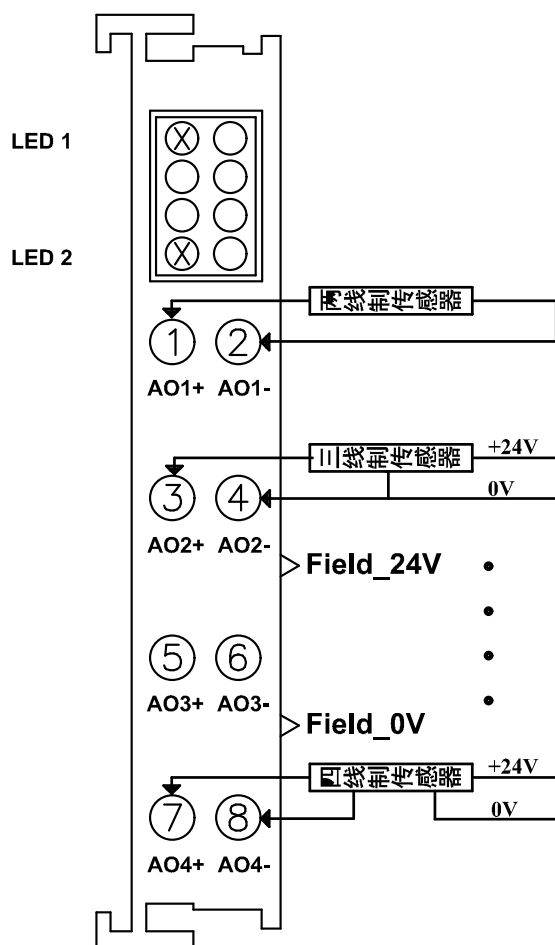 LED 1
LED 2
两线制传感器
1 2
AO1+ AO1-
三线制传感器 +24V
0V
3 4
AO2+ AO2-
Field_24V
5 6
AO3+ AO3-
Field_0V
四线制传感器 +24V
0V
7 8
AO4+ AO4-